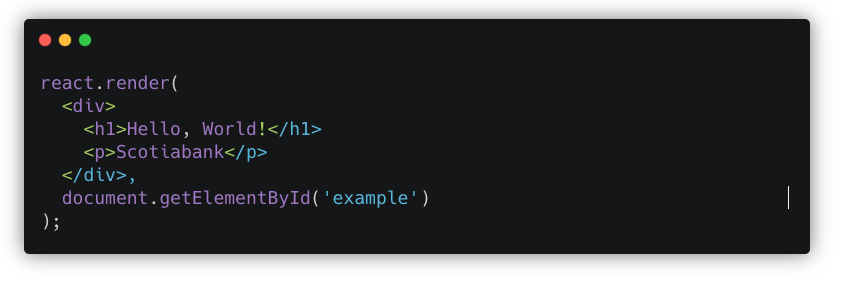 react.render(
  <div>
    <h1>Hello, World!</h1>
    <p>Scotiabank</p>
  </div>,
  document.getElementById('example')
);